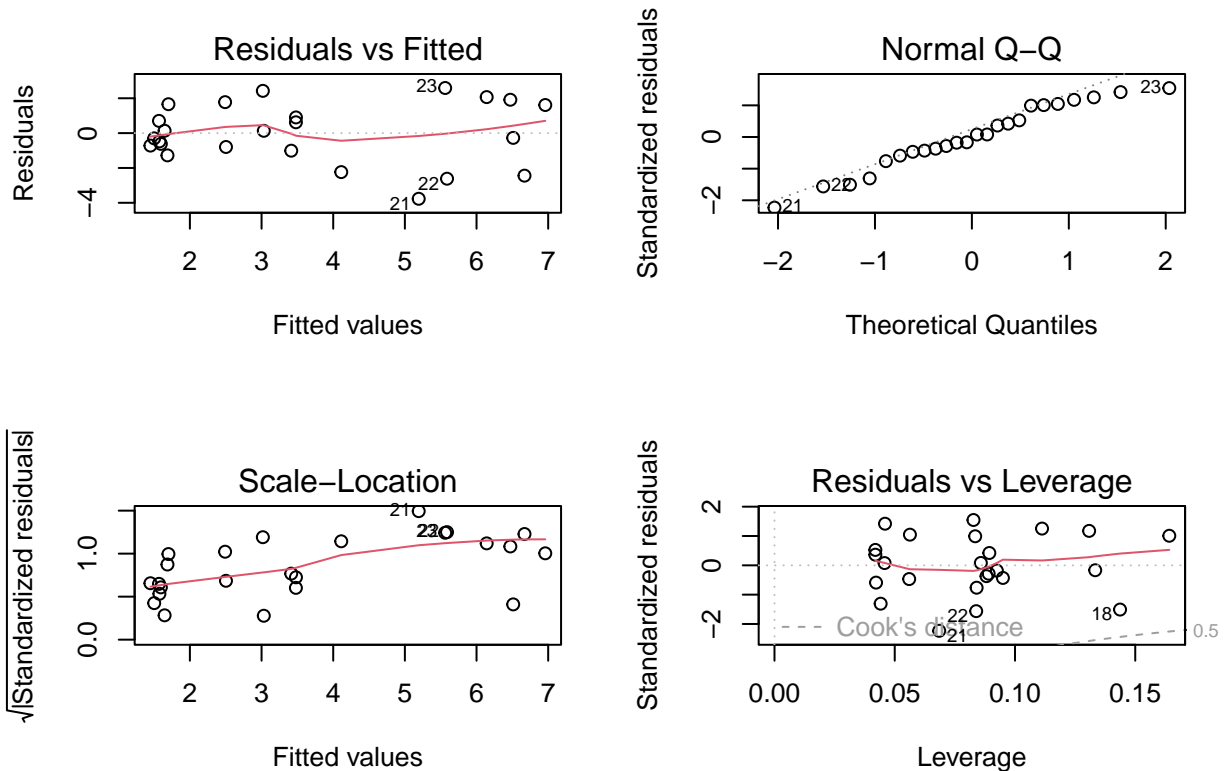 Residuals vs Fitted
Residuals
0
−4
23
22
21
2 3 4 5 6 7
Fitted values
Normal Q−Q
Standardized residuals
0
−2
23
22
21
−2 −1 0 1 2
Theoretical Quantiles
Scale−Location
√|Standardized residuals|
1.0
0.0
21
23
22
2 3 4 5 6 7
Fitted values
Residuals vs Leverage
Standardized residuals
2
0
−2
22
21
18
Cook's distance
0.5
0.00 0.05 0.10 0.15
Leverage